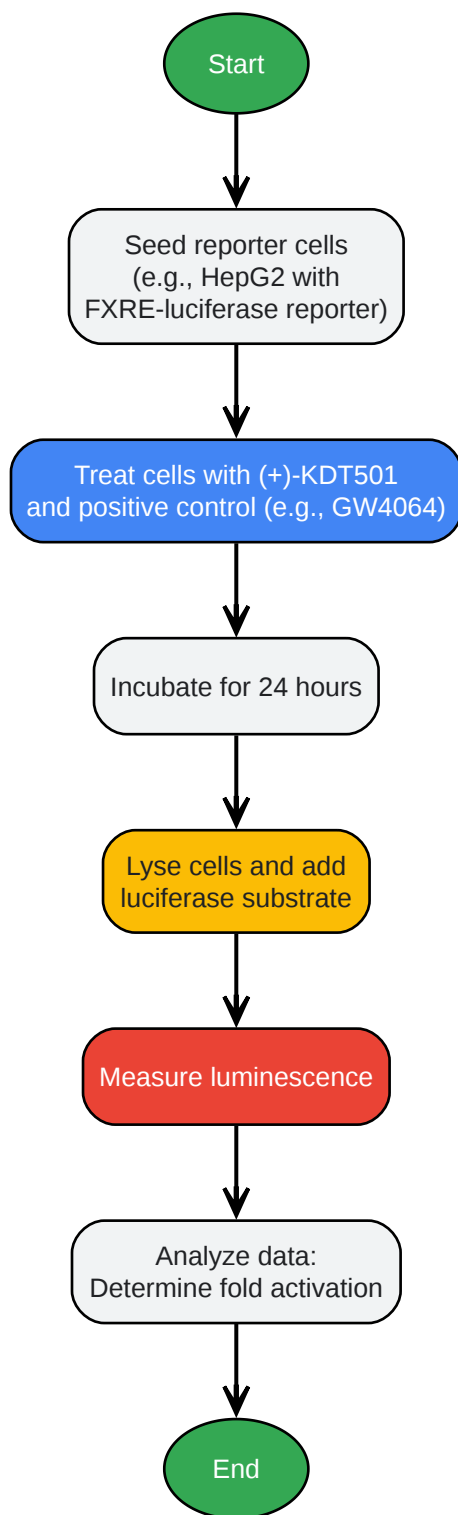 Start
Seed reporter cells
(e.g., HepG2 with
FXRE-luciferase reporter)
Treat cells with (+)-KDT501
and positive control (e.g., GW4064)
Incubate for 24 hours
Lyse cells and add
luciferase substrate
Measure luminescence
Analyze data:
Determine fold activation
End